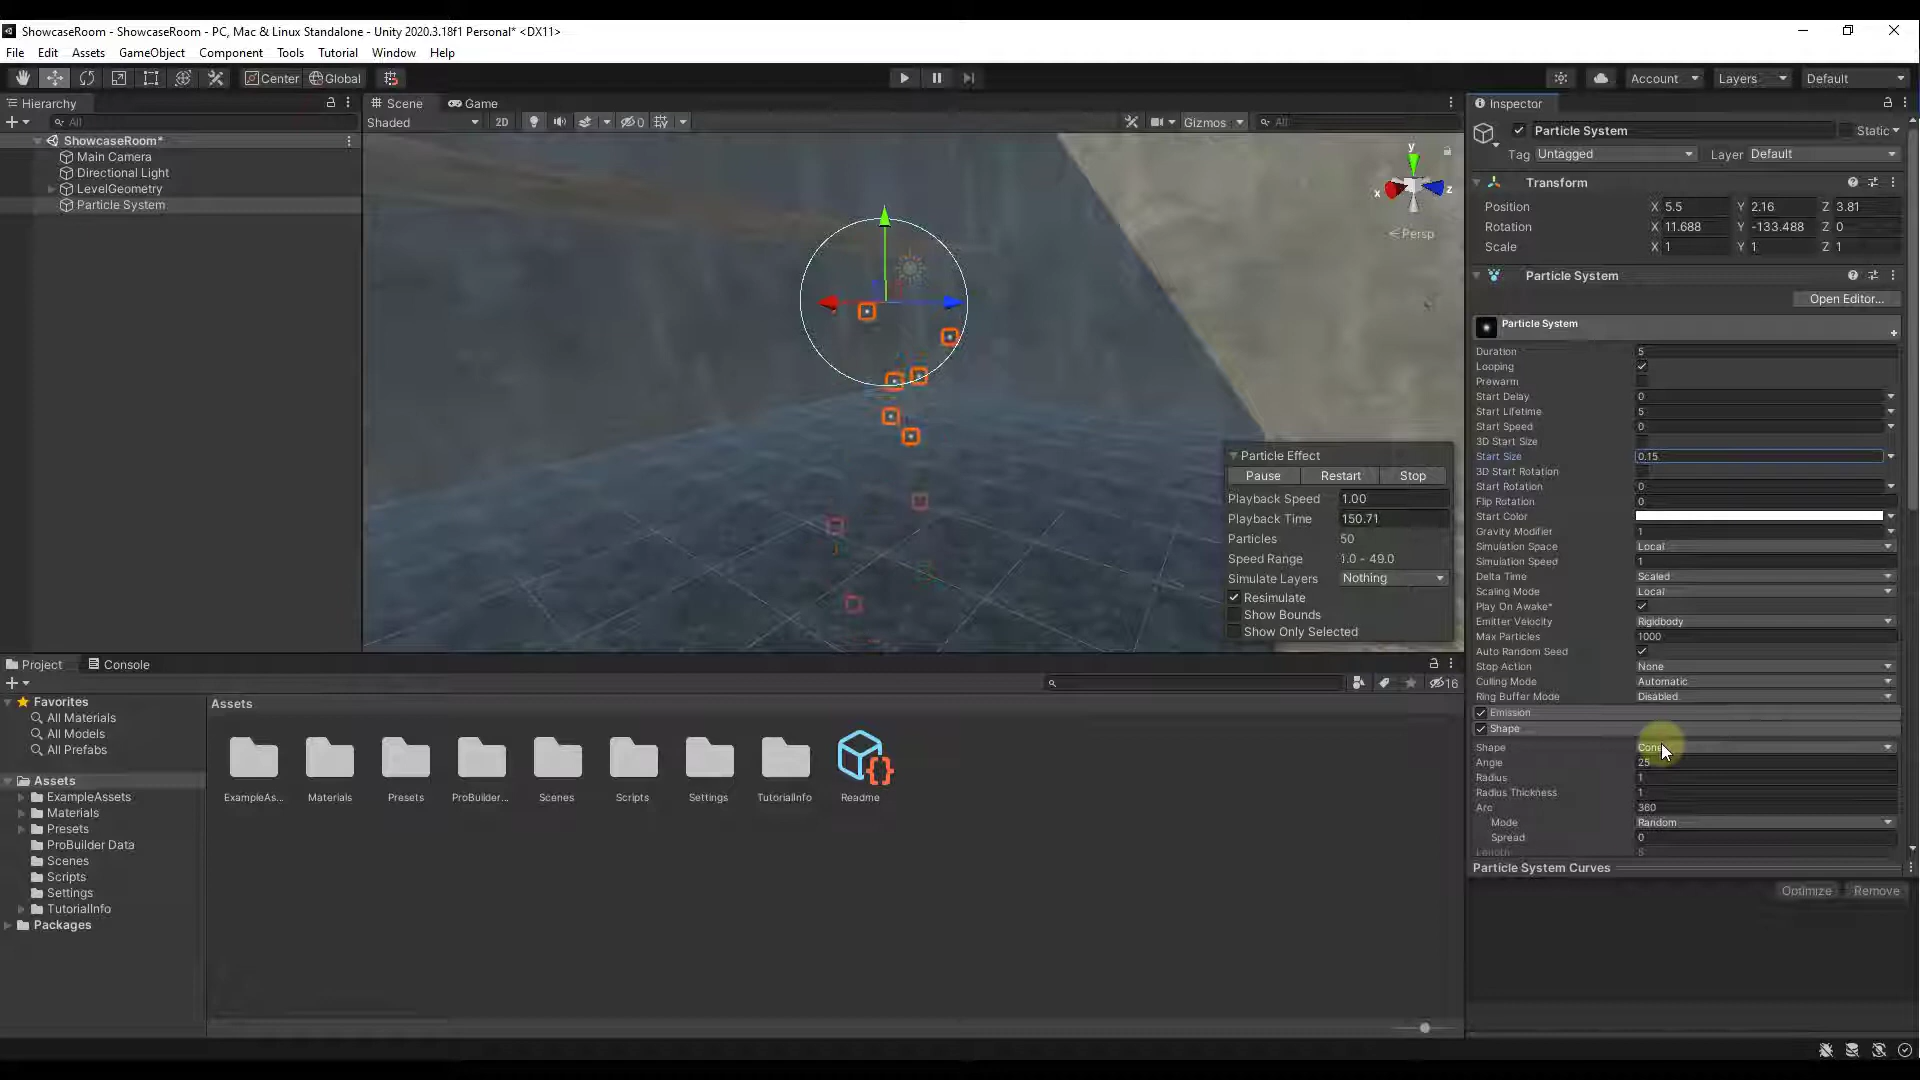 ShowcaseRoom - ShowcaseRoom - PC, Mac & Linux Standalone - Unity 2020.3.18f1 Personal* <DX11>
File Edit Assets GameObject Component Tools Tutorial Window Help
Center Global Account Layers Default
Hierarchy
All
ShowcaseRoom*
Main Camera
Directional Light
LevelGeometry
Particle System
Scene Game
Shaded 2D 0 Gizmos All
y
x z
Persp
Particle Effect
Pause Restart Stop
Playback Speed 1.00
Playback Time 150.71
Particles 50
Speed Range 1.0 - 49.0
Simulate Layers Nothing
Resimulate
Show Bounds
Show Only Selected
Inspector
Particle System Static
Tag Untagged Layer Default
Transform
Position X 5.5 Y 2.16 Z 3.81
Rotation X 11.688 Y -133.488 Z 0
Scale X 1 Y 1 Z 1
Particle System
Open Editor...
Particle System
Duration 5
Looping
Prewarm
Start Delay 0
Start Lifetime 5
Start Speed 0
3D Start Size
Start Size 0.15
3D Start Rotation
Start Rotation 0
Flip Rotation 0
Start Color
Gravity Modifier 1
Simulation Space Local
Simulation Speed 1
Delta Time Scaled
Scaling Mode Local
Play On Awake*
Emitter Velocity Rigidbody
Max Particles 1000
Auto Random Seed
Stop Action None
Culling Mode Automatic
Ring Buffer Mode Disabled
Emission
Shape
Shape Cone
Angle 25
Radius 1
Radius Thickness 1
Arc 360
Mode Random
Spread 0
Length 5
Particle System Curves
Optimize Remove
Project Console
16
Favorites
All Materials
All Models
All Prefabs
Assets
ExampleAssets
Materials
Presets
ProBuilder Data
Scenes
Scripts
Settings
TutorialInfo
Packages
Assets
ExampleAs... Materials Presets ProBuilder... Scenes Scripts Settings TutorialInfo Readme